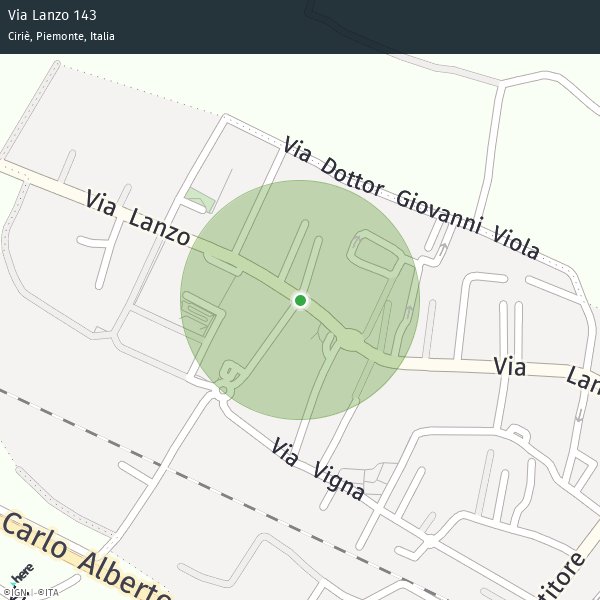 Via Lanzo 143
Ciriè, Piemonte, Italia
Via Dottor Giovanni Viola
Via Lanzo
Via Lan
Via Vigna
Carlo Alberto
titore
here
©IGN | ©ITA